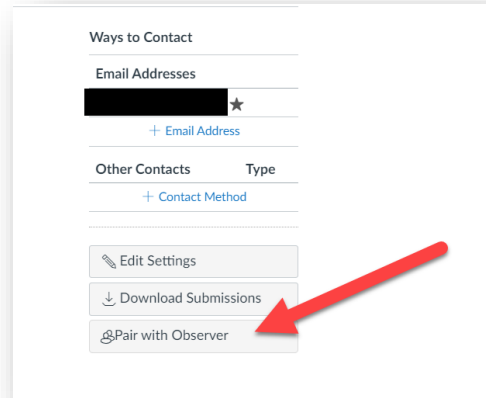 Ways to Contact
Email Addresses
+ Email Address
Other Contacts Type
+ Contact Method
Edit Settings
Download Submissions
Pair with Observer